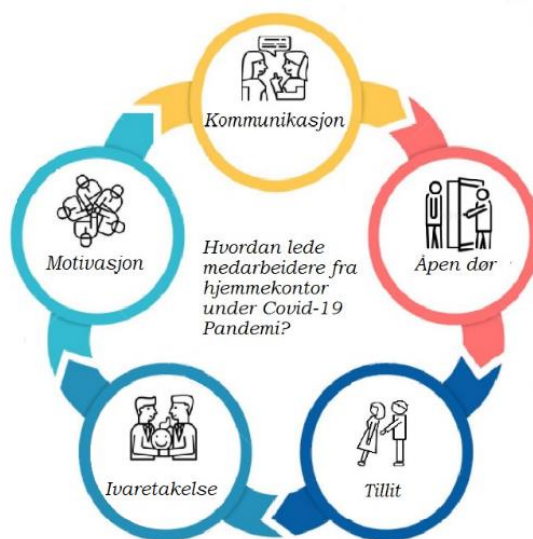 Kommunikasjon
Åpen dør
Tillit
Ivaretakelse
Motivasjon
Hvordan lede
medarbeidere fra
hjemmekontor
under Covid-19
Pandemi?